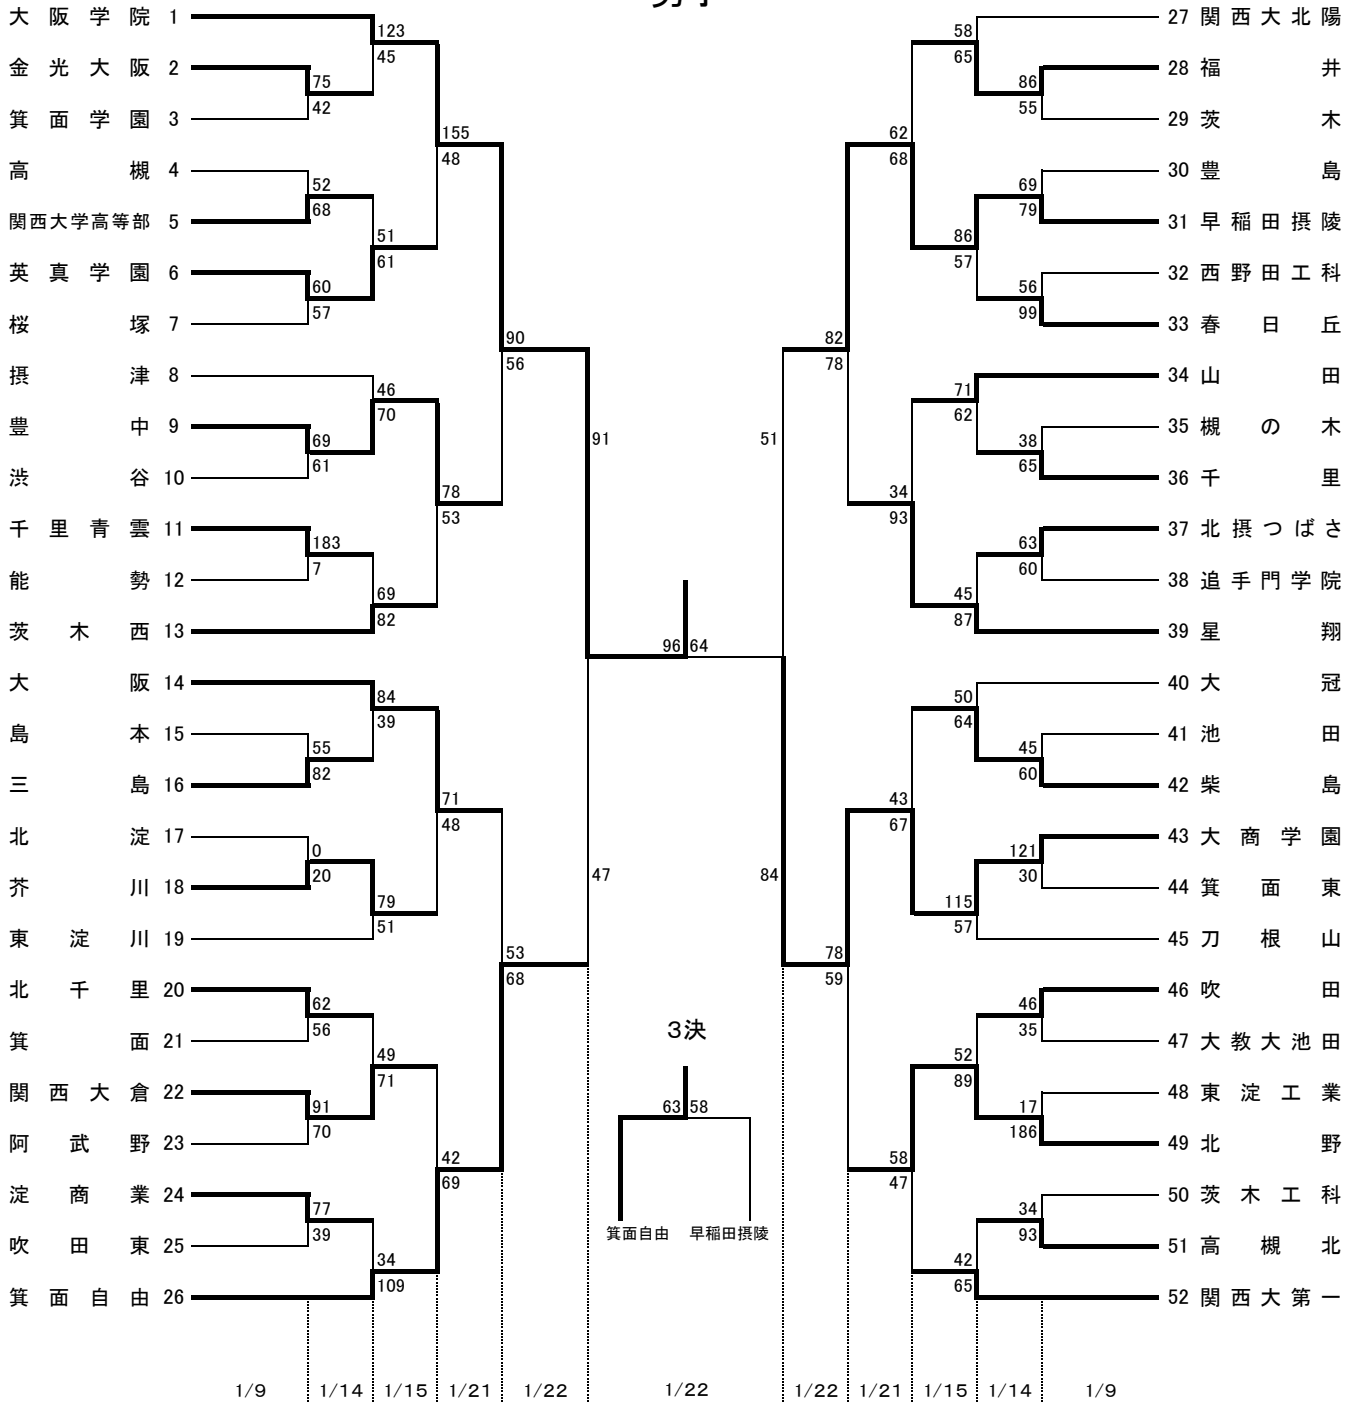 大阪学院 1
金光大阪 2
箕面学園 3
高槻 4
関西大学高等部 5
英真学園 6
桜塚 7
摂津 8
豊中 9
渋谷 10
千里青雲 11
能勢 12
茨木西 13
大阪 14
島本 15
三島 16
北淀 17
芥川 18
東淀川 19
北千里 20
箕面 21
関西大倉 22
阿武野 23
淀商業 24
吹田東 25
箕面自由 26
75
42
52
68
60
57
69
61
183
7
55
82
0
20
62
56
91
70
77
39
123
45
51
61
46
70
69
82
84
39
79
51
49
71
34
109
155
48
78
53
71
48
42
69
90
56
53
68
91
47
96 64
3決
63 58
箕面自由 早稲田摂陵
51
84
82
78
78
59
62
68
34
93
43
67
58
47
58
65
86
57
71
62
45
87
50
64
115
57
52
89
42
65
86
55
69
79
56
99
38
65
63
60
45
60
121
30
46
35
17
186
34
93
27 関西大北陽
28 福井
29 茨木
30 豊島
31 早稲田摂陵
32 西野田工科
33 春日丘
34 山田
35 槻の木
36 千里
37 北摂つばさ
38 追手門学院
39 星翔
40 大冠
41 池田
42 柴島
43 大商学園
44 箕面東
45 刀根山
46 吹田
47 大教大池田
48 東淀工業
49 北野
50 茨木工科
51 高槻北
52 関西大第一
1/9 1/14 1/15 1/21 1/22 1/22 1/22 1/21 1/15 1/14 1/9